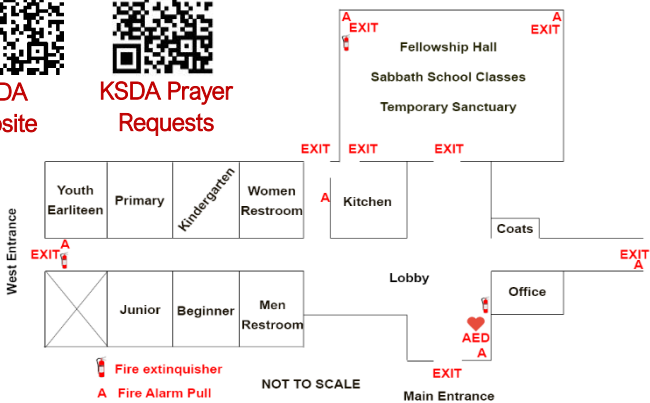 DA
site
KSDA Prayer
Requests
A
EXIT
A
EXIT
Fellowship Hall
Sabbath School Classes
Temporary Sanctuary
EXIT
EXIT
EXIT
Youth
Earliteen
Primary
Kindergarten
Women
Restroom
A
Kitchen
Coats
West Entrance
A
EXIT
EXIT
A
Lobby
Junior
Beginner
Men
Restroom
Office
AED
A
EXIT
Fire extinguisher
A Fire Alarm Pull
NOT TO SCALE
Main Entrance